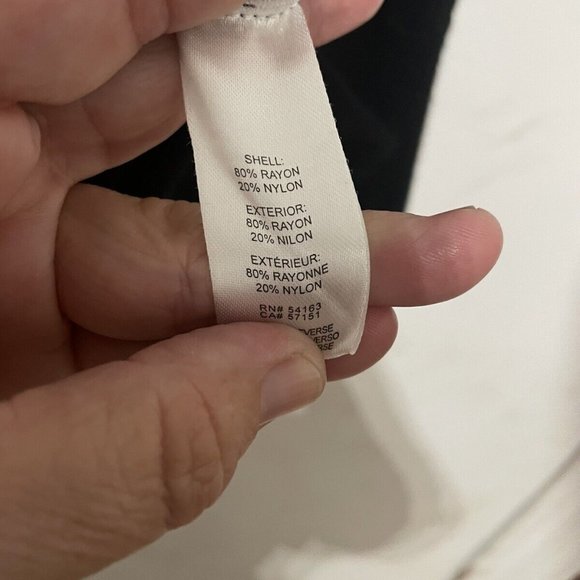 SHELL:
80% RAYON
20% NYLON
EXTERIOR:
80% RAYON
20% NILON
EXTÉRIEUR:
80% RAYONNE
20% NYLON
RN# 54163
CA# 57151